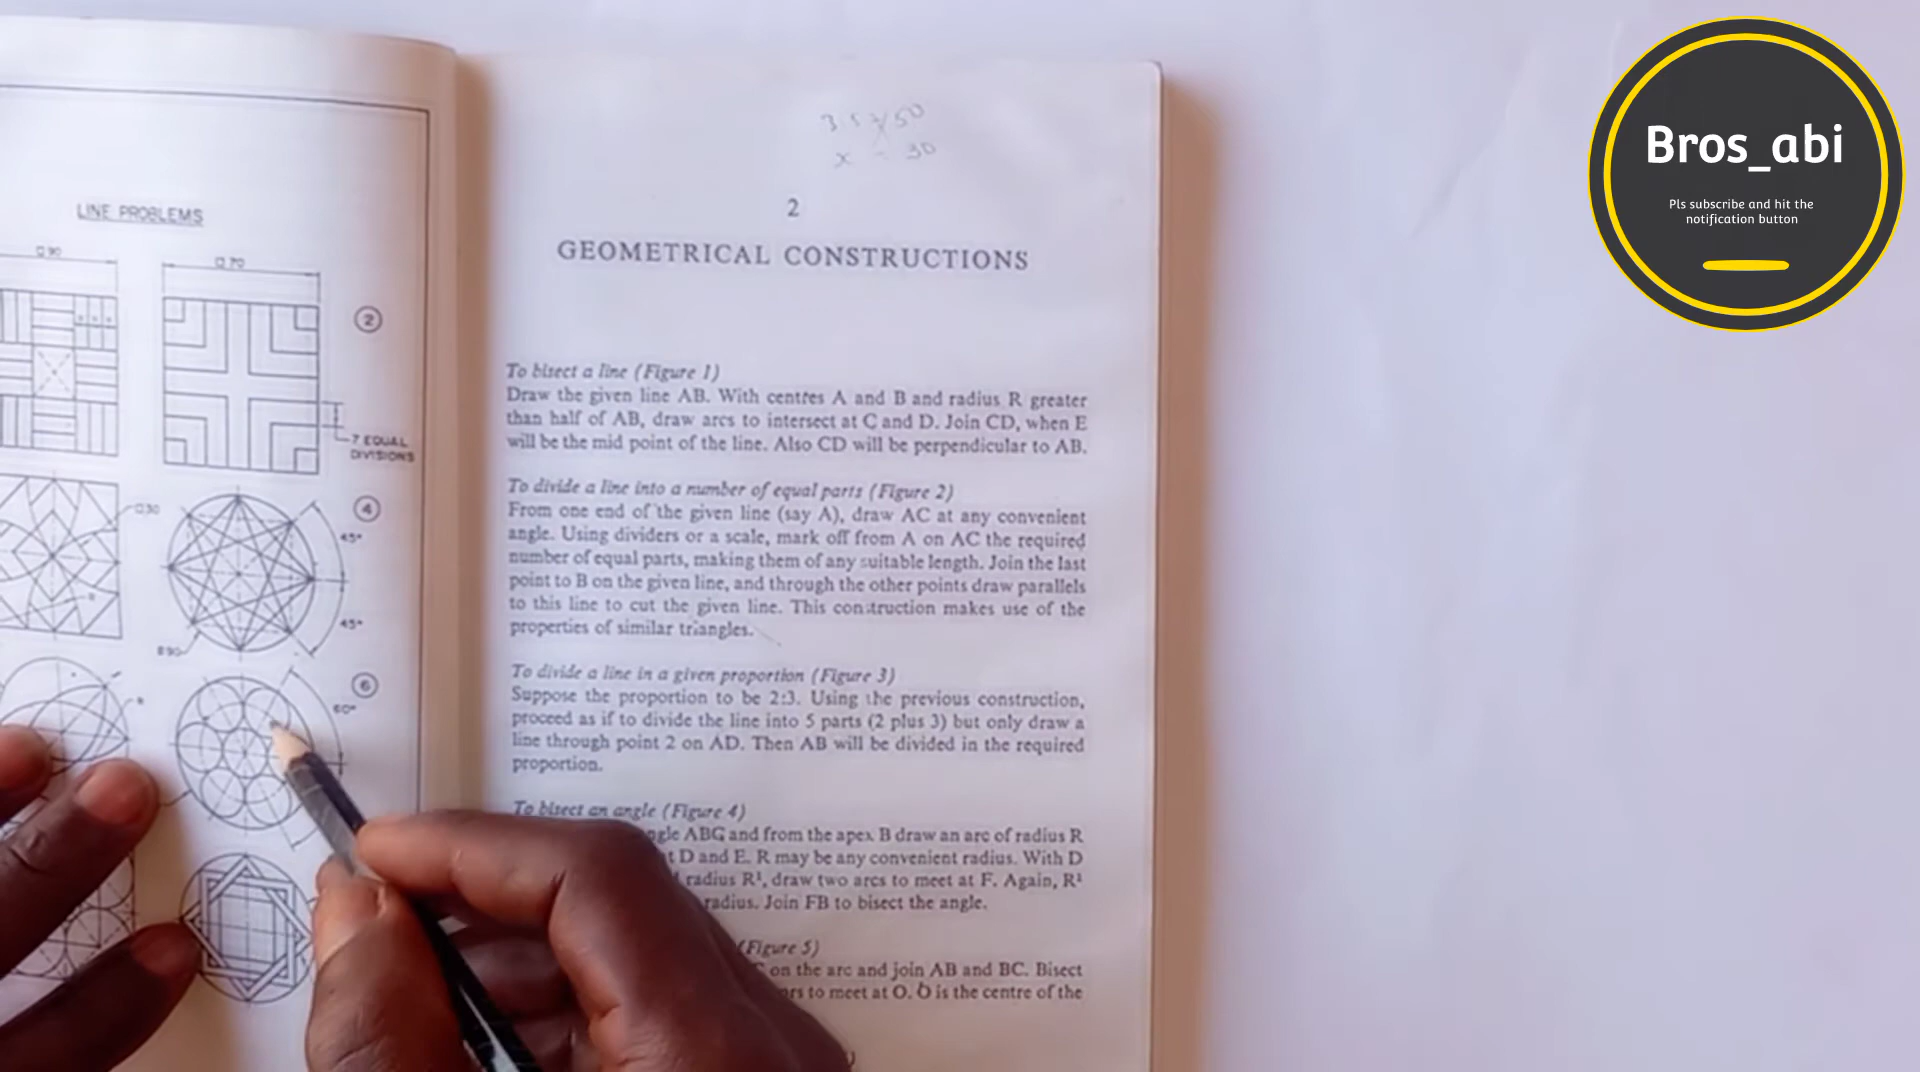 LINE PROBLEMS
□ 90
□ 70
2
7 EQUAL
DIVISIONS
□30
4
45°
45°
6
60°
3.5 50
x - 30
2
GEOMETRICAL CONSTRUCTIONS
To bisect a line (Figure 1)
Draw the given line AB. With centres A and B and radius R greater
than half of AB, draw arcs to intersect at C and D. Join CD, when E
will be the mid point of the line. Also CD will be perpendicular to AB.
To divide a line into a number of equal parts (Figure 2)
From one end of the given line (say A), draw AC at any convenient
angle. Using dividers or a scale, mark off from A on AC the required
number of equal parts, making them of any suitable length. Join the last
point to B on the given line, and through the other points draw parallels
to this line to cut the given line. This construction makes use of the
properties of similar triangles.
To divide a line in a given proportion (Figure 3)
Suppose the proportion to be 2:3. Using the previous construction,
proceed as if to divide the line into 5 parts (2 plus 3) but only draw a
line through point 2 on AD. Then AB will be divided in the required
proportion.
To bisect an angle (Figure 4)
ngle ABG and from the apex B draw an arc of radius R
t D and E. R may be any convenient radius. With D
radius R¹, draw two arcs to meet at F. Again, R¹
radius. Join FB to bisect the angle.
(Figure 5)
on the arc and join AB and BC. Bisect
ors to meet at O. O is the centre of the
Bros_abi
Pls subscribe and hit the
notification button